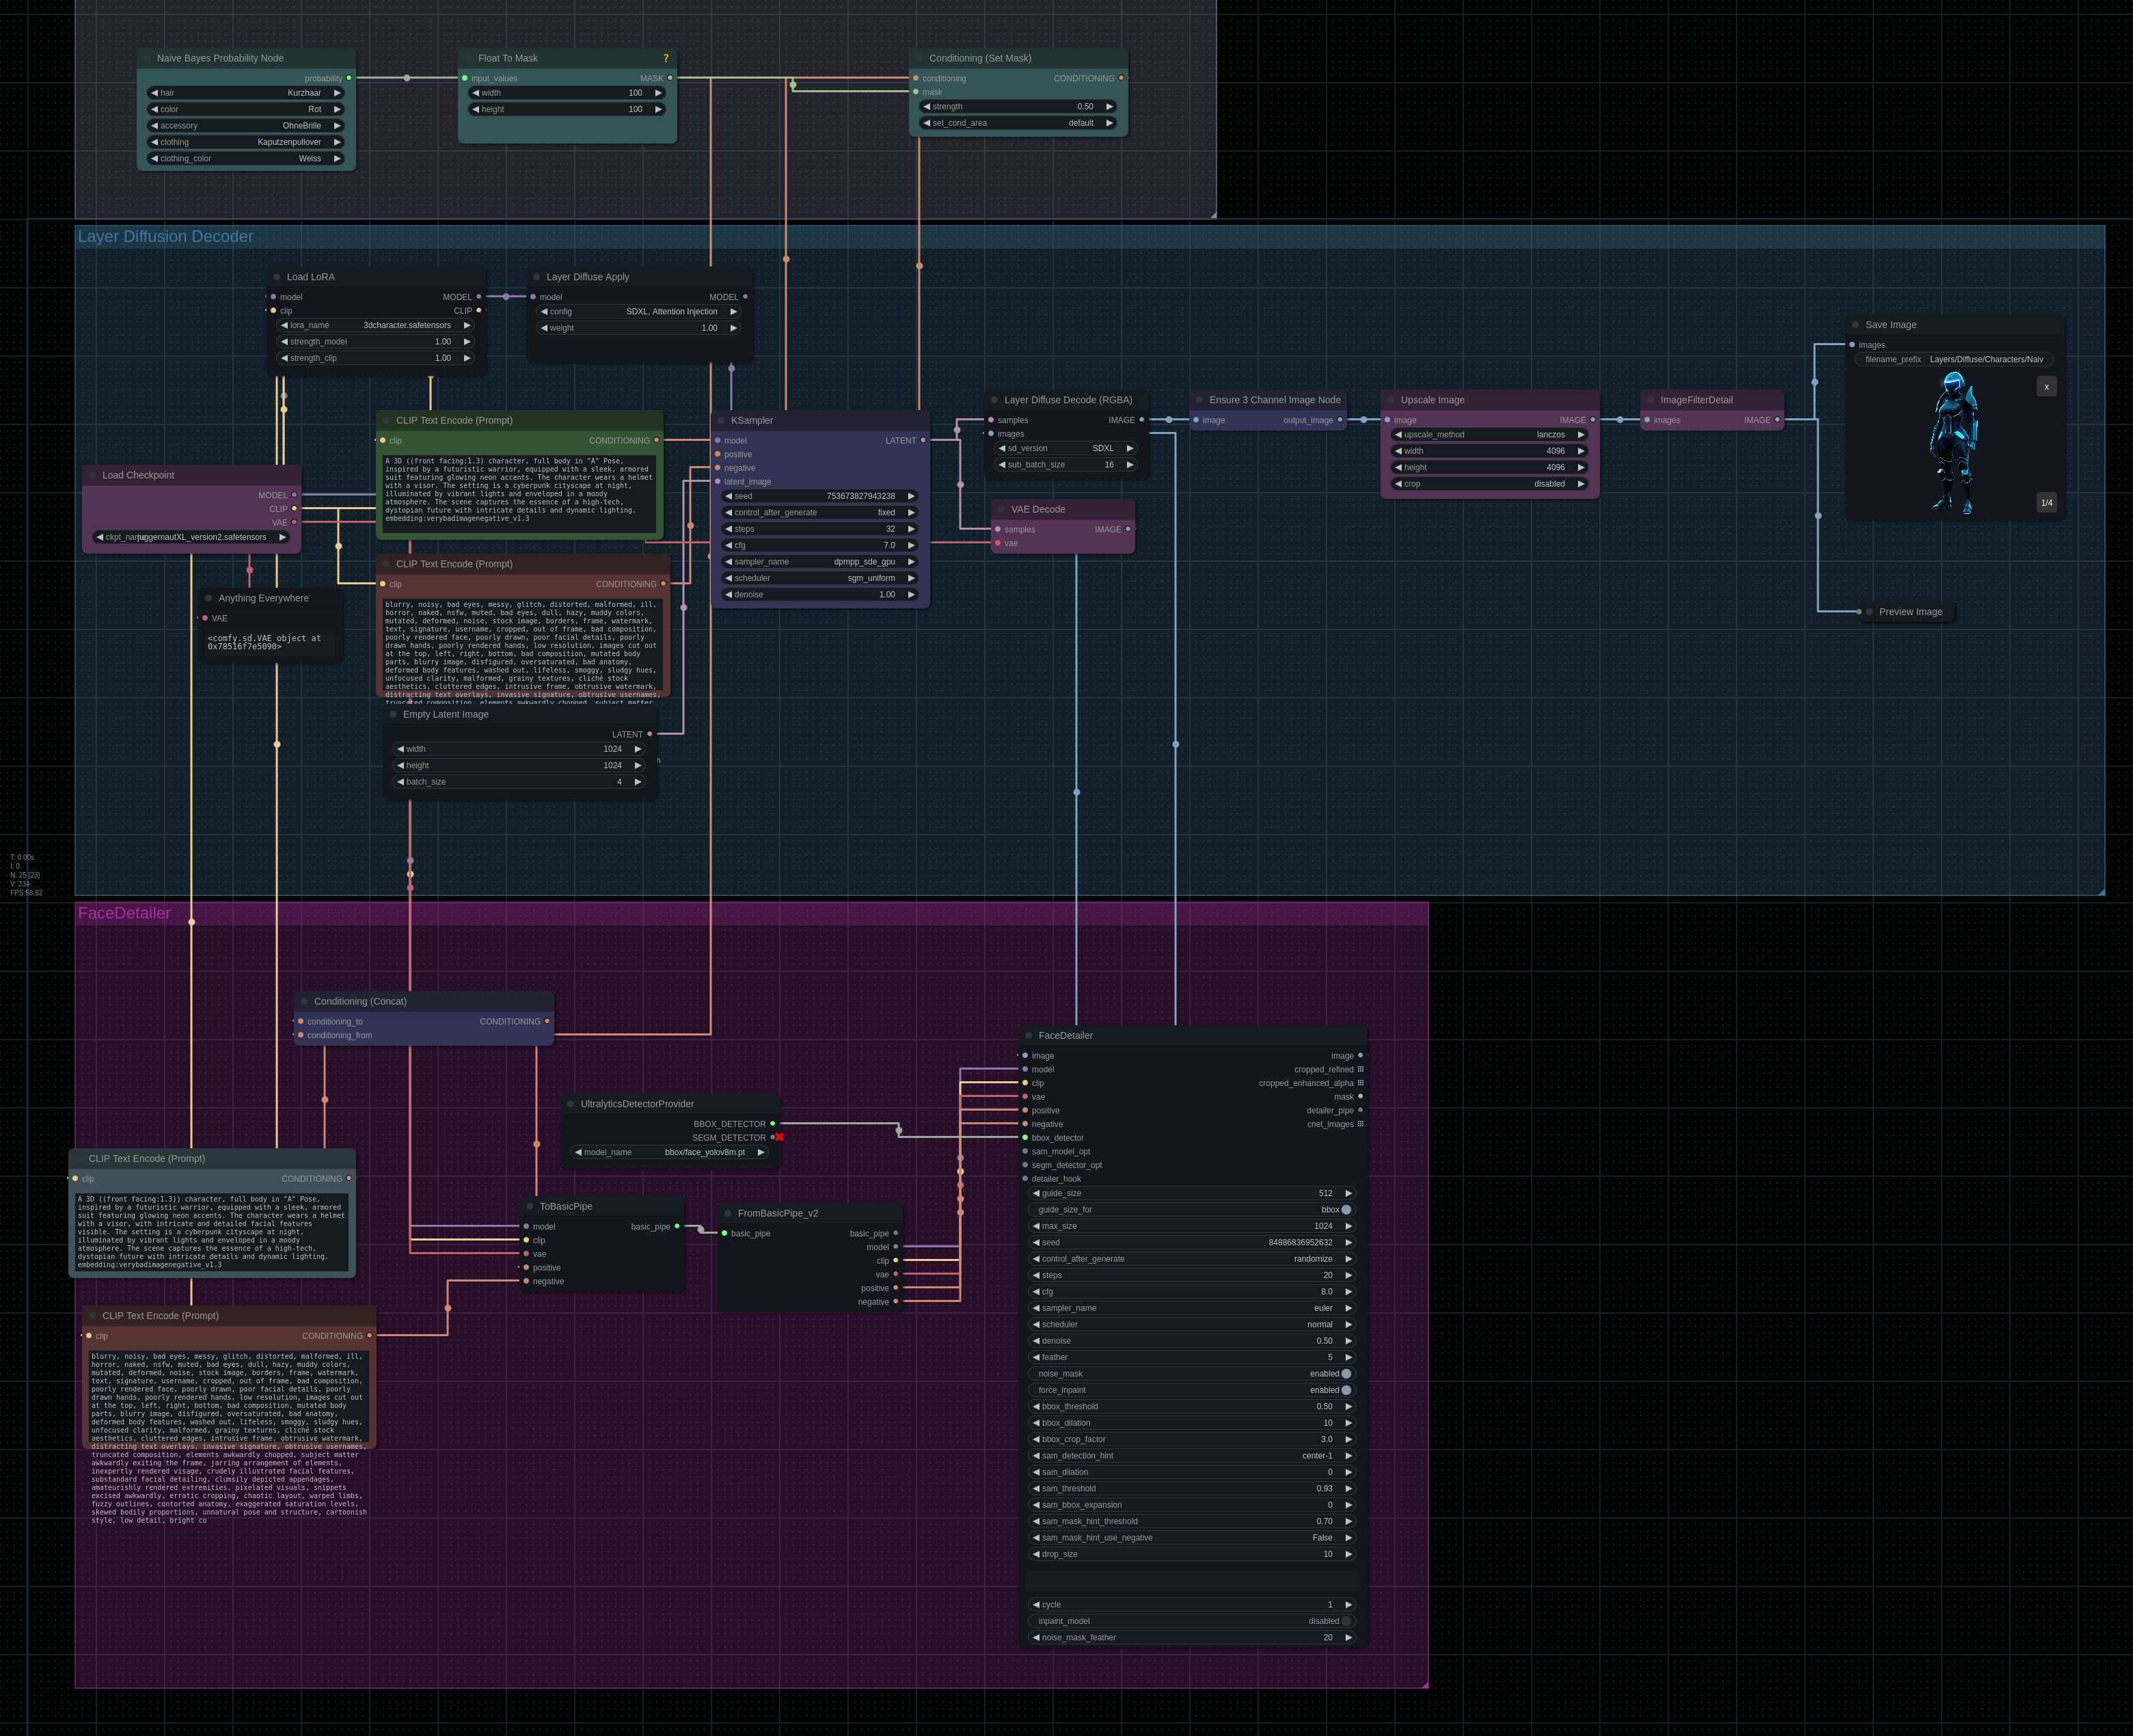 Naive Bayes Probability Node
probability
hair Kurzhaar
color Rot
accessory OhneBrille
clothing Kaputzenpullover
clothing_color Weiss
Float To Mask ?
input_values MASK
width 100
height 100
Conditioning (Set Mask)
conditioning CONDITIONING
mask
strength 0.50
set_cond_area default
Layer Diffusion Decoder
Load LoRA
model MODEL
clip CLIP
lora_name 3dcharacter.safetensors
strength_model 1.00
strength_clip 1.00
Layer Diffuse Apply
model MODEL
config SDXL, Attention Injection
weight 1.00
Load Checkpoint
MODEL
CLIP
VAE
juggernautXL_version2.safetensors
Anything Everywhere
VAE
<comfy.sd.VAE object at
0x78516f7e5090>
CLIP Text Encode (Prompt)
clip CONDITIONING
A 3D ((front facing:1.3) character, full body in "A" Pose,
inspired by a futuristic warrior, equipped with a sleek, armored
suit featuring glowing neon accents. The character wears a helmet
with a visor. The setting is a cyberpunk cityscape at night,
illuminated by vibrant lights and enveloped in a moody
atmosphere. The scene captures the essence of a high-tech,
dystopian future with intricate details and dynamic lighting.
embedding:verybadimagenegative_v1.3
CLIP Text Encode (Prompt)
clip CONDITIONING
blurry, noisy, bad eyes, messy, glitch, distorted, malformed, ill,
horror, naked, nsfw, muted, bad eyes, dull, hazy, muddy colors,
mutated, deformed, noise, stock image, borders, frame, watermark,
text, signature, username, cropped, out of frame, bad composition,
poorly rendered face, poorly drawn, poor facial details, poorly
drawn hands, poorly rendered hands, low resolution, images cut out
at the top, left, right, bottom, bad composition, mutated body
parts, blurry image, disfigured, oversaturated, bad anatomy,
deformed body features, washed out, lifeless, smoggy, sludgy hues,
unfocused clarity, malformed, grainy textures, cliché stock
aesthetics, cluttered edges, intrusive frame, obtrusive watermark,
distracting text overlays, invasive signature, obtrusive usernames,
truncated composition, elements awkwardly chopped, subject matter
Empty Latent Image
LATENT
width 1024
height 1024
batch_size 4
KSampler
model LATENT
positive
negative
latent_image
seed 753673827943238
control_after_generate fixed
steps 32
cfg 7.0
sampler_name dpmpp_sde_gpu
scheduler sgm_uniform
denoise 1.00
Layer Diffuse Decode (RGBA)
samples IMAGE
images
sd_version SDXL
sub_batch_size 16
VAE Decode
samples IMAGE
vae
Ensure 3 Channel Image Node
image output_image
Upscale Image
image IMAGE
upscale_method lanczos
width 4096
height 4096
crop disabled
ImageFilterDetail
images IMAGE
Save Image
images
filename_prefix Layers/Diffuse/Characters/Naiv
x
1/4
Preview Image
T: 0.00s
I: 0
N: 25 [23]
V: 234
FPS:58.82
FaceDetailer
Conditioning (Concat)
conditioning_to CONDITIONING
conditioning_from
UltralyticsDetectorProvider
BBOX_DETECTOR
SEGM_DETECTOR
model_name bbox/face_yolov8m.pt
CLIP Text Encode (Prompt)
clip CONDITIONING
A 3D ((front facing:1.3)) character, full body in "A" Pose,
inspired by a futuristic warrior, equipped with a sleek, armored
suit featuring glowing neon accents. The character wears a helmet
with a visor, with intricate and detailed facial features
visible. The setting is a cyberpunk cityscape at night,
illuminated by vibrant lights and enveloped in a moody
atmosphere. The scene captures the essence of a high-tech,
dystopian future with intricate details and dynamic lighting.
embedding:verybadimagenegative_v1.3
CLIP Text Encode (Prompt)
clip CONDITIONING
blurry, noisy, bad eyes, messy, glitch, distorted, malformed, ill,
horror, naked, nsfw, muted, bad eyes, dull, hazy, muddy colors,
mutated, deformed, noise, stock image, borders, frame, watermark,
text, signature, username, cropped, out of frame, bad composition,
poorly rendered face, poorly drawn, poor facial details, poorly
drawn hands, poorly rendered hands, low resolution, images cut out
at the top, left, right, bottom, bad composition, mutated body
parts, blurry image, disfigured, oversaturated, bad anatomy,
deformed body features, washed out, lifeless, smoggy, sludgy hues,
unfocused clarity, malformed, grainy textures, cliché stock
aesthetics, cluttered edges, intrusive frame, obtrusive watermark,
distracting text overlays, invasive signature, obtrusive usernames,
truncated composition, elements awkwardly chopped, subject matter
awkwardly exiting the frame, jarring arrangement of elements,
inexpertly rendered visage, crudely illustrated facial features,
substandard facial detailing, clumsily depicted appendages,
amateurishly rendered extremities, pixelated visuals, snippets
excised awkwardly, erratic cropping, chaotic layout, warped limbs,
fuzzy outlines, contorted anatomy, exaggerated saturation levels,
skewed bodily proportions, unnatural pose and structure, cartoonish
style, low detail, bright co
ToBasicPipe
model basic_pipe
clip
vae
positive
negative
FromBasicPipe_v2
basic_pipe basic_pipe
model
clip
vae
positive
negative
FaceDetailer
image image
model cropped_refined
clip cropped_enhanced_alpha
vae mask
positive detailer_pipe
negative cnet_images
bbox_detector
sam_model_opt
segm_detector_opt
detailer_hook
guide_size 512
guide_size_for bbox
max_size 1024
seed 84886836952632
control_after_generate randomize
steps 20
cfg 8.0
sampler_name euler
scheduler normal
denoise 0.50
feather 5
noise_mask enabled
force_inpaint enabled
bbox_threshold 0.50
bbox_dilation 10
bbox_crop_factor 3.0
sam_detection_hint center-1
sam_dilation 0
sam_threshold 0.93
sam_bbox_expansion 0
sam_mask_hint_threshold 0.70
sam_mask_hint_use_negative False
drop_size 10
cycle 1
inpaint_model disabled
noise_mask_feather 20